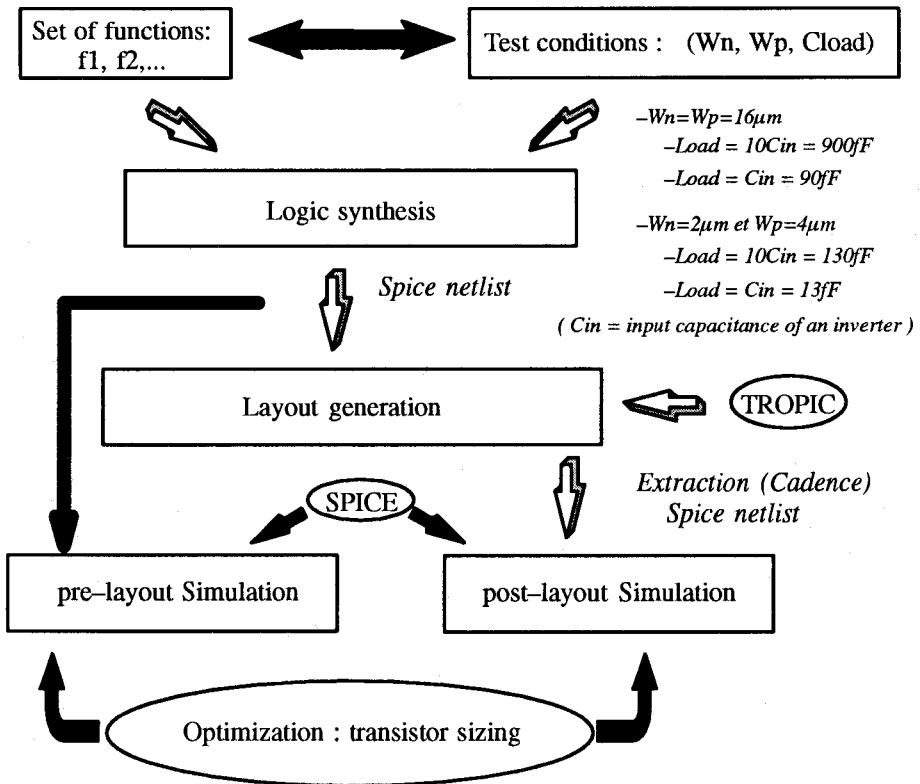 Set of functions:
f1, f2,...
Test conditions : (Wn, Wp, Cload)
–Wn=Wp=16μm
–Load = 10Cin = 900fF
–Load = Cin = 90fF
Logic synthesis
–Wn=2μm et Wp=4μm
–Load = 10Cin = 130fF
–Load = Cin = 13fF
( Cin = input capacitance of an inverter )
Spice netlist
Layout generation
TROPIC
Extraction (Cadence)
Spice netlist
SPICE
pre–layout Simulation
post–layout Simulation
Optimization : transistor sizing